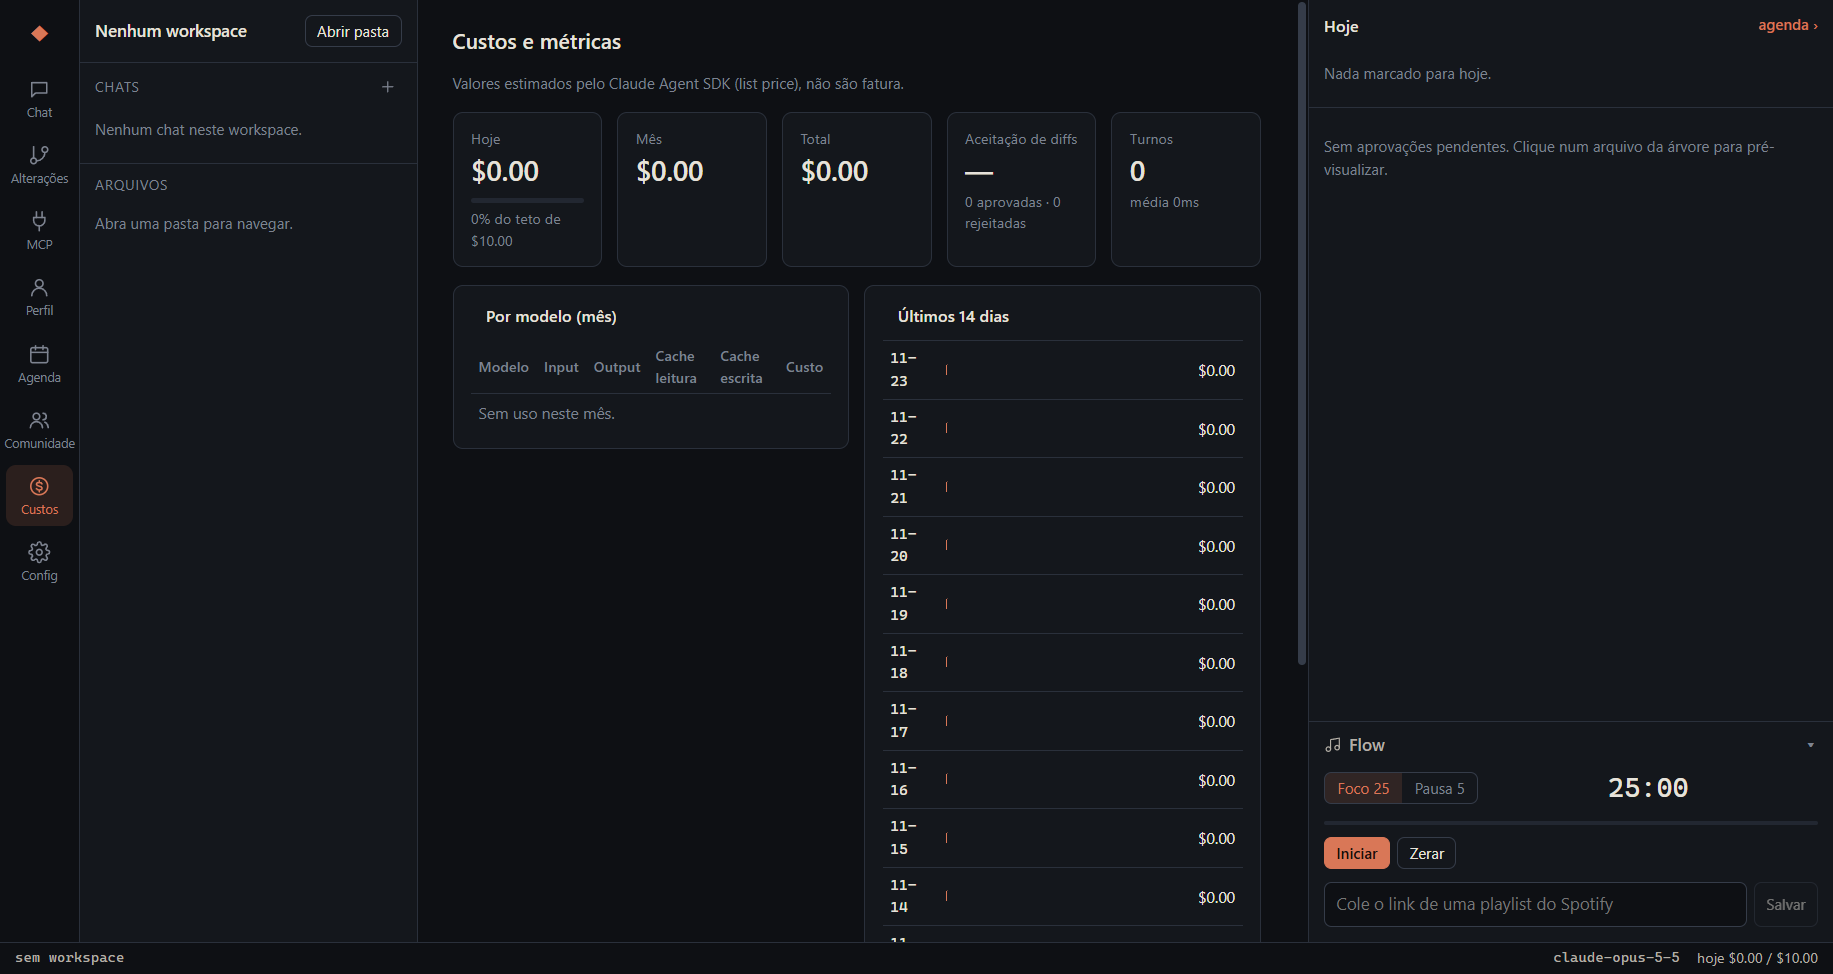 Chat
Alterações
MCP
Perfil
Agenda
Comunidade
Custos
Config
Nenhum workspace
Abrir pasta
CHATS
Nenhum chat neste workspace.
ARQUIVOS
Abra uma pasta para navegar.
Custos e métricas
Valores estimados pelo Claude Agent SDK (list price), não são fatura.
Hoje
$0.00
0% do teto de
$10.00
Mês
$0.00
Total
$0.00
Aceitação de diffs
—
0 aprovadas · 0
rejeitadas
Turnos
0
média 0ms
Por modelo (mês)
Modelo Input Output Cache leitura Cache escrita Custo
Sem uso neste mês.
Últimos 14 dias
11-23 $0.00
11-22 $0.00
11-21 $0.00
11-20 $0.00
11-19 $0.00
11-18 $0.00
11-17 $0.00
11-16 $0.00
11-15 $0.00
11-14 $0.00
Hoje
agenda ›
Nada marcado para hoje.
Sem aprovações pendentes. Clique num arquivo da árvore para pré-
visualizar.
Flow
Foco 25 Pausa 5
25:00
Iniciar Zerar
Cole o link de uma playlist do Spotify
Salvar
sem workspace
claude-opus-5-5 hoje $0.00 / $10.00